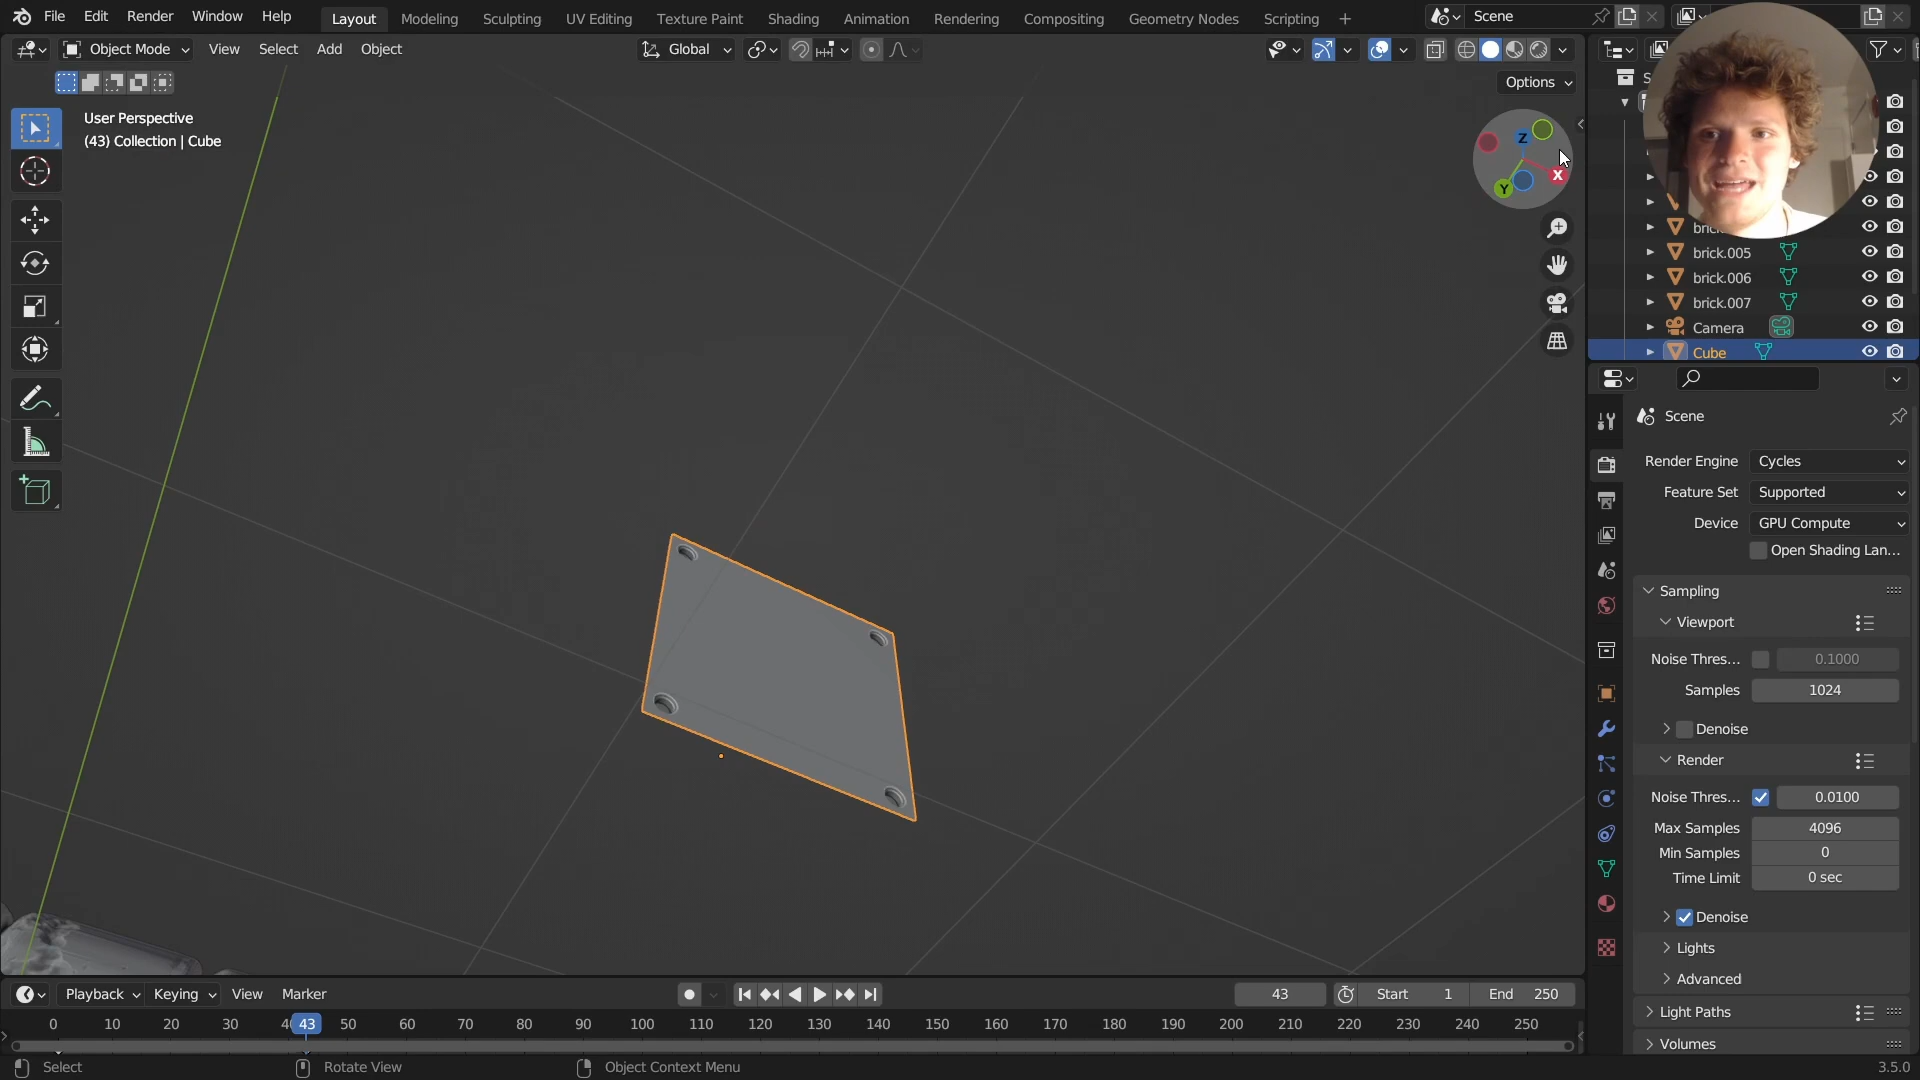 File Edit Render Window Help
Layout Modeling Sculpting UV Editing Texture Paint Shading Animation Rendering Compositing Geometry Nodes Scripting +
Scene
Object Mode View Select Add Object
Global
Options
User Perspective
(43) Collection | Cube
Z
X
Y
brick.005
brick.006
brick.007
Camera
Cube
Scene
Render Engine Cycles
Feature Set Supported
Device GPU Compute
Open Shading Lan...
Sampling
Viewport
Noise Thres... 0.1000
Samples 1024
Denoise
Render
Noise Thres... 0.0100
Max Samples 4096
Min Samples 0
Time Limit 0 sec
Denoise
Lights
Advanced
Light Paths
Volumes
Playback Keying View Marker
43 Start 1 End 250
0 10 20 30 43 50 60 70 80 90 100 110 120 130 140 150 160 170 180 190 200 210 220 230 240 250
Select Rotate View Object Context Menu 3.5.0